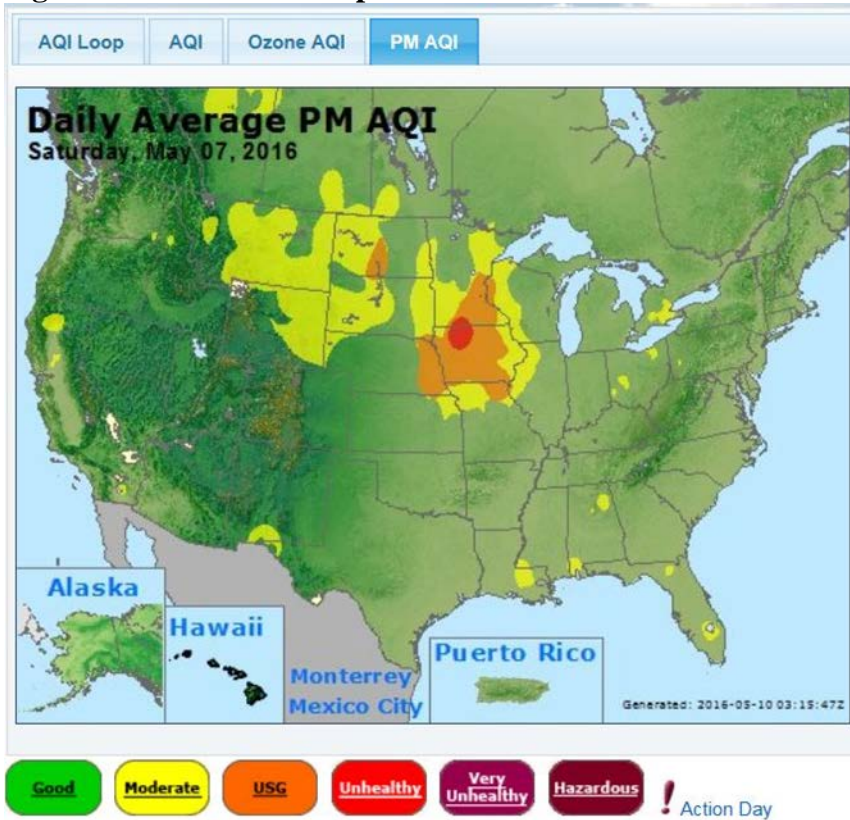 AQI Loop AQI Ozone AQI PM AQI
Daily Average PM AQI
Saturday, May 07, 2016
Alaska
Hawaii
Monterrey
Mexico City
Puerto Rico
Generated: 2016-05-10 03:15:47Z
Good Moderate USG Unhealthy Very Unhealthy Hazardous ! Action Day